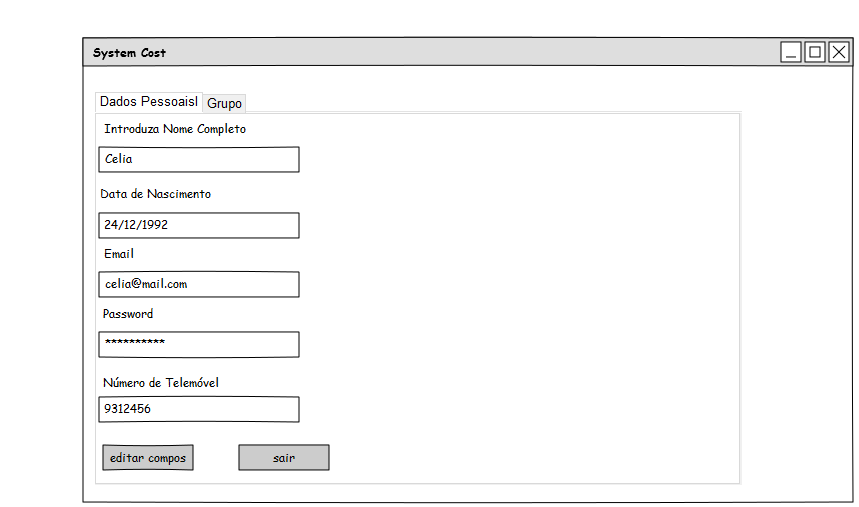 System Cost
Dados Pessoaisl Grupo
Introduza Nome Completo
Celia
Data de Nascimento
24/12/1992
Email
celia@mail.com
Password
**********
Número de Telemóvel
9312456
editar compos sair